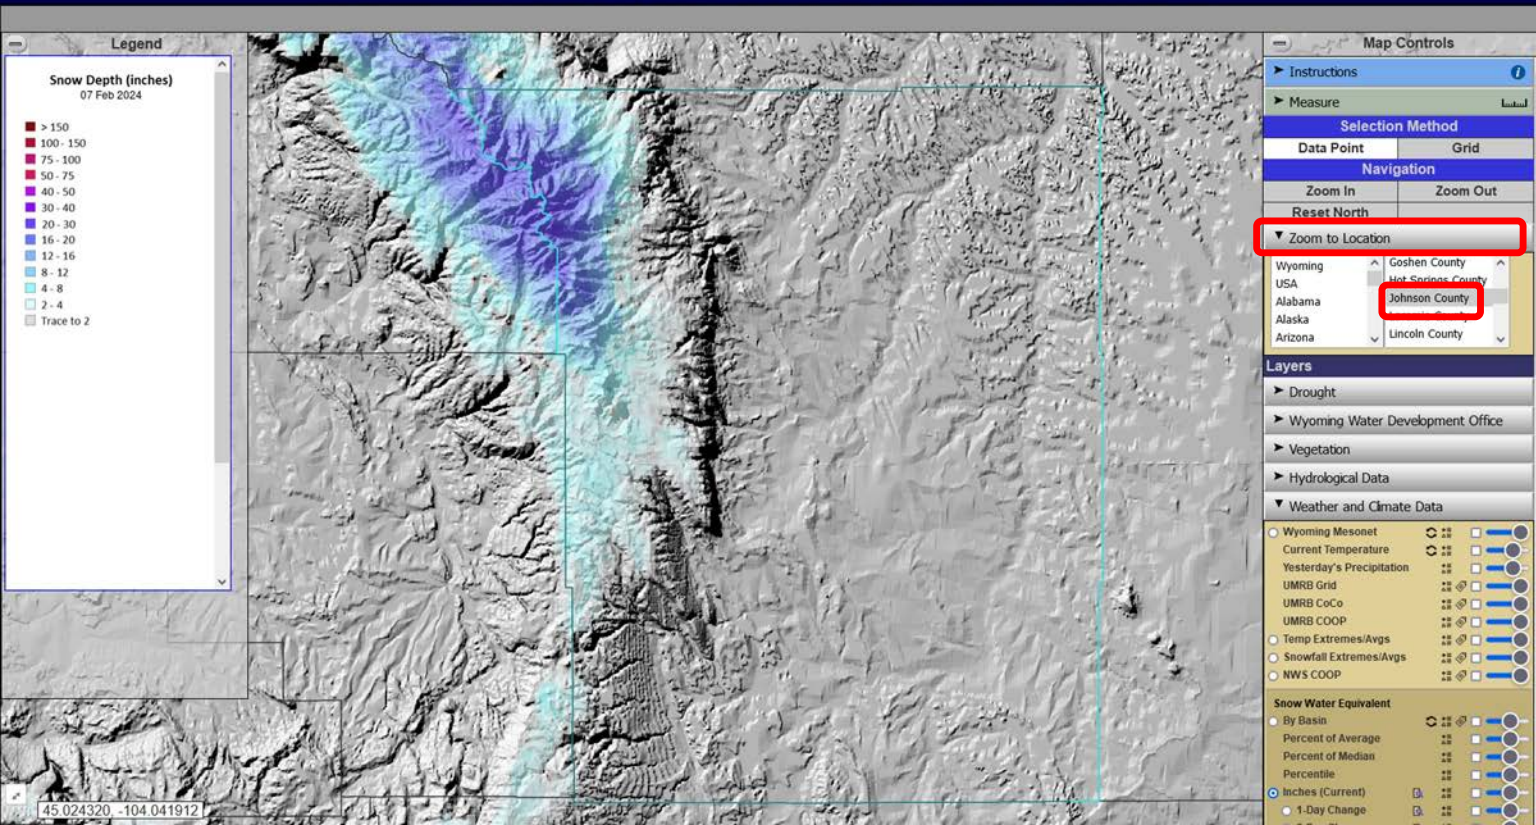 Legend
Snow Depth (inches)
07 Feb 2024
> 150
100 - 150
75 - 100
50 - 75
40 - 50
30 - 40
20 - 30
16 - 20
12 - 16
8 - 12
4 - 8
2 - 4
Trace to 2
45.024320, -104.041912
Map Controls
Instructions
Measure
Selection Method
Data Point Grid
Navigation
Zoom In Zoom Out
Reset North
Zoom to Location
Wyoming
USA
Alabama
Alaska
Arizona
Goshen County
Hot Springs County
Johnson County
Lincoln County
Layers
Drought
Wyoming Water Development Office
Vegetation
Hydrological Data
Weather and Climate Data
Wyoming Mesonet
Current Temperature
Yesterday's Precipitation
UMRB Grid
UMRB CoCo
UMRB COOP
Temp Extremes/Avgs
Snowfall Extremes/Avgs
NWS COOP
Snow Water Equivalent
By Basin
Percent of Average
Percent of Median
Percentile
Inches (Current)
1-Day Change